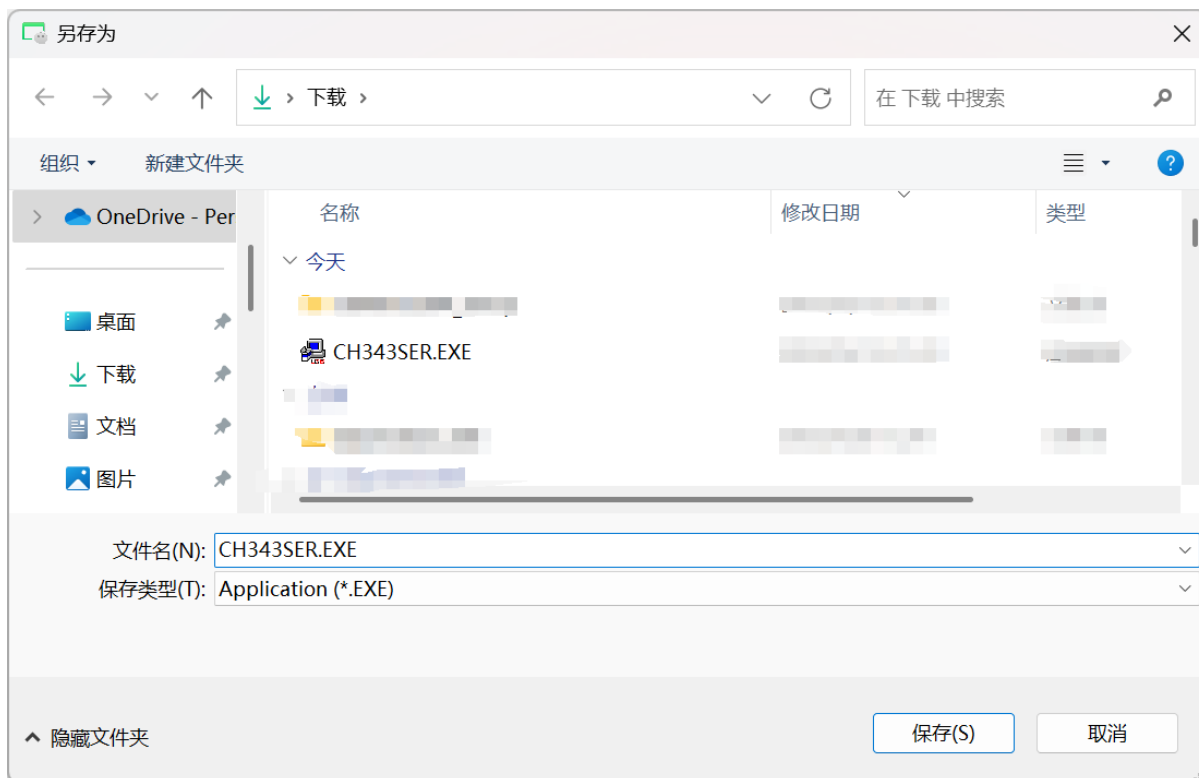 另存为
下载
在 下载 中搜索
组织 新建文件夹
OneDrive - Per
名称 修改日期 类型
今天
桌面
CH343SER.EXE
下载
文档
图片
文件名(N): CH343SER.EXE
保存类型(T): Application (*.EXE)
隐藏文件夹 保存(S) 取消